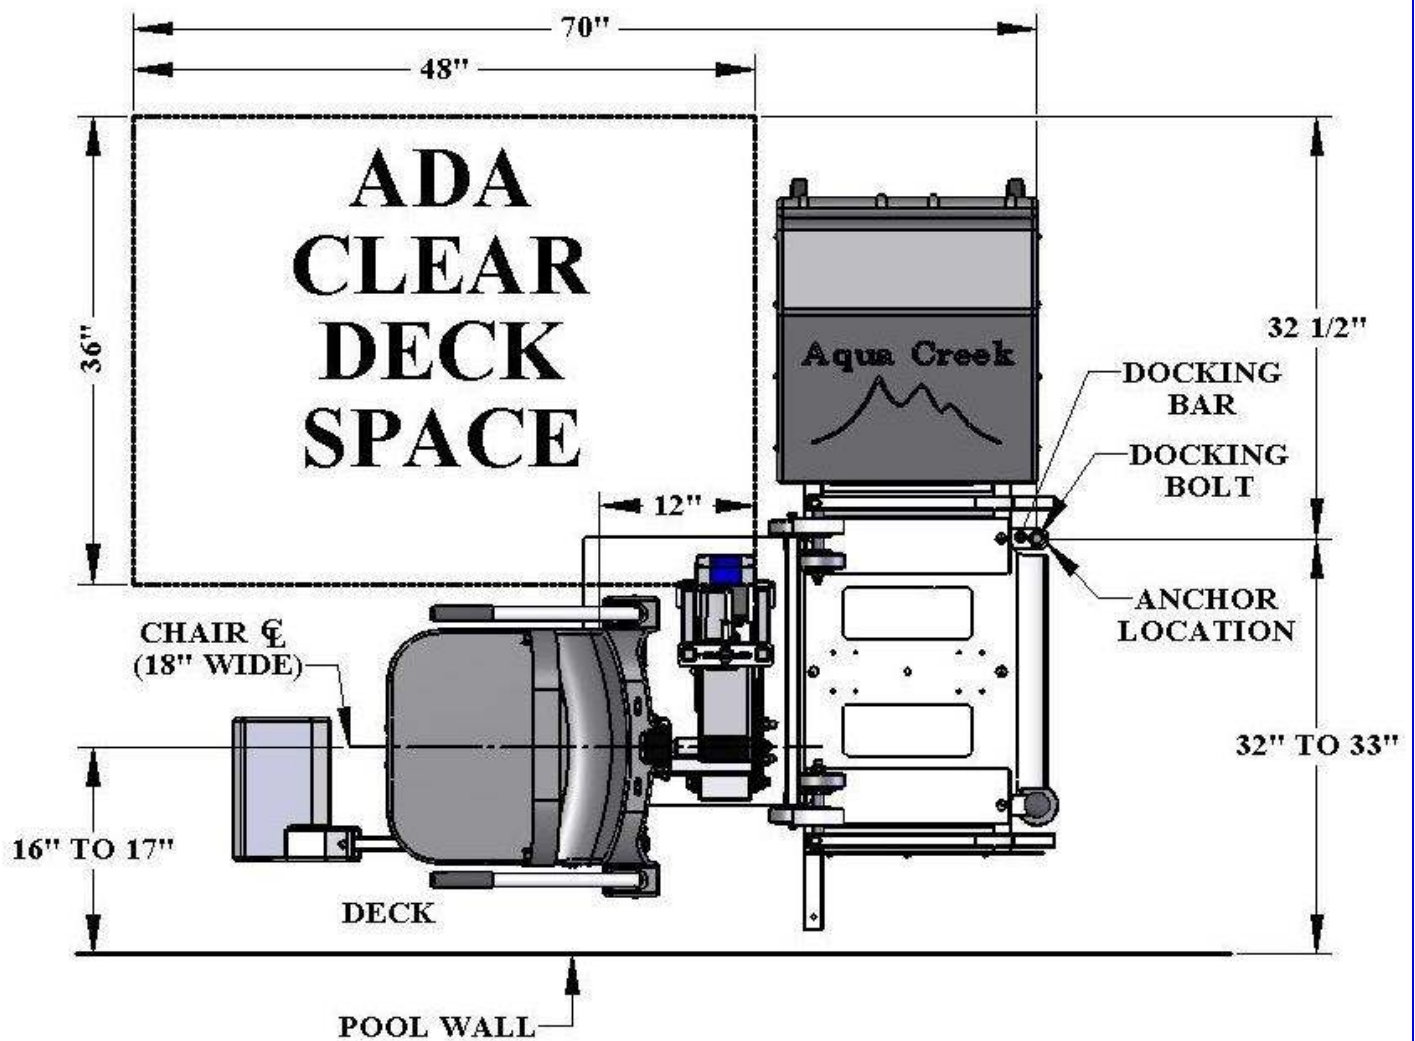 70"
48"
ADA
CLEAR
DECK
SPACE
36"
32 1/2"
Aqua Creek
DOCKING
BAR
DOCKING
BOLT
12"
ANCHOR
LOCATION
CHAIR ℄
(18" WIDE)
32" TO 33"
16" TO 17"
DECK
POOL WALL